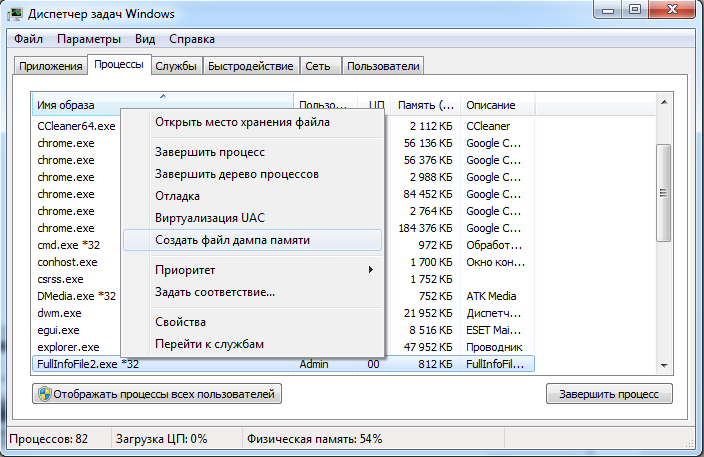 Диспетчер задач Windows
Файл Параметры Вид Справка
Приложения Процессы Службы Быстродействие Сеть Пользователи
Имя образа Пользо... ЦП Память (... Описание
CCleaner64.exe 2 112 КБ CCleaner
chrome.exe 56 136 КБ Google C...
chrome.exe 56 376 КБ Google C...
chrome.exe 2 988 КБ Google C...
chrome.exe 84 452 КБ Google C...
chrome.exe 2 764 КБ Google C...
chrome.exe 184 376 КБ Google C...
cmd.exe *32 972 КБ Обработ...
conhost.exe 1 700 КБ Окно кон...
csrss.exe 1 752 КБ
DMedia.exe *32 752 КБ ATK Media
dwm.exe 21 952 КБ Диспетч...
egui.exe 8 516 КБ ESET Mai...
explorer.exe 47 952 КБ Проводник
FullInfoFile2.exe *32 Admin 00 812 КБ FullInfoFil...
Открыть место хранения файла
Завершить процесс
Завершить дерево процессов
Отладка
Виртуализация UAC
Создать файл дампа памяти
Приоритет
Задать соответствие...
Свойства
Перейти к службам
Отображать процессы всех пользователей Завершить процесс
Процессов: 82 Загрузка ЦП: 0% Физическая память: 54%